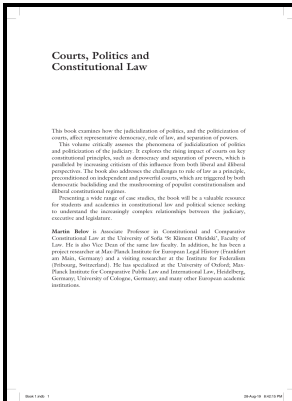 Courts, Politics and
Constitutional Law
This book examines how the judicialization of politics, and the politicization of
courts, affect representative democracy, rule of law, and separation of powers.
This volume critically assesses the phenomena of judicialization of politics
and politicization of the judiciary. It explores the rising impact of courts on key
constitutional principles, such as democracy and separation of powers, which is
paralleled by increasing criticism of this influence from both liberal and illiberal
perspectives. The book also addresses the challenges to rule of law as a principle,
preconditioned on independent and powerful courts, which are triggered by both
democratic backsliding and the mushrooming of populist constitutionalism and
illiberal constitutional regimes.
Presenting a wide range of case studies, the book will be a valuable resource
for students and academics in constitutional law and political science seeking
to understand the increasingly complex relationships between the judiciary,
executive and legislature.
Martin Belov is Associate Professor in Constitutional and Comparative
Constitutional Law at the University of Sofia 'St Kliment Ohridski', Faculty of
Law. He is also Vice Dean of the same law faculty. In addition, he has been a
project researcher at Max-Planck Institute for European Legal History (Frankfurt
am Main, Germany) and a visiting researcher at the Institute for Federalism
(Fribourg, Switzerland). He has specialized at the University of Oxford; Max-
Planck Institute for Comparative Public Law and International Law, Heidelberg,
Germany; University of Cologne, Germany; and many other European academic
institutions.
Book 1.indb 1